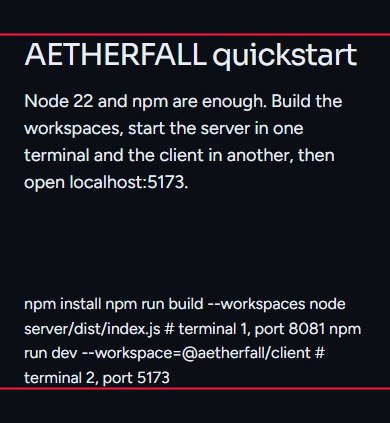 AETHERFALL quickstart
Node 22 and npm are enough. Build the
workspaces, start the server in one
terminal and the client in another, then
open localhost:5173.
npm install npm run build --workspaces node
server/dist/index.js # terminal 1, port 8081 npm
run dev --workspace=@aetherfall/client #
terminal 2, port 5173